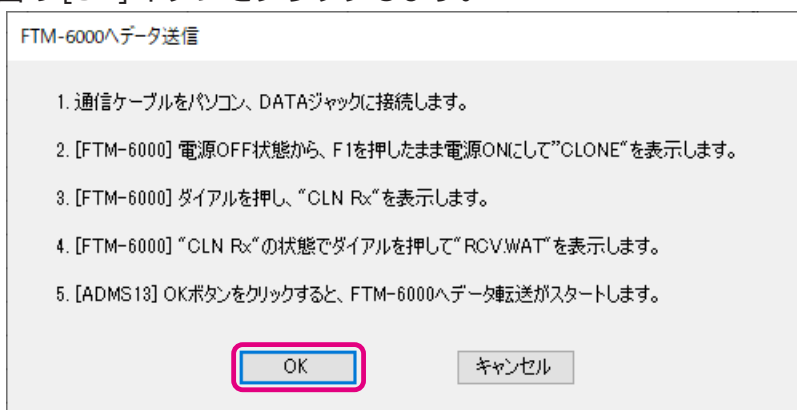 FTM-6000へデータ送信
1. 通信ケーブルをパソコン、DATAジャックに接続します。
2. [FTM-6000] 電源OFF状態から、F1を押したまま電源ONにして”CLONE“を表示します。
3. [FTM-6000] ダイアルを押し、“CLN Rx“を表示します。
4. [FTM-6000] “CLN Rx“の状態でダイアルを押して“RCV.WAT“を表示します。
5. [ADMS13] OKボタンをクリックすると、FTM-6000へデータ転送がスタートします。
OK キャンセル